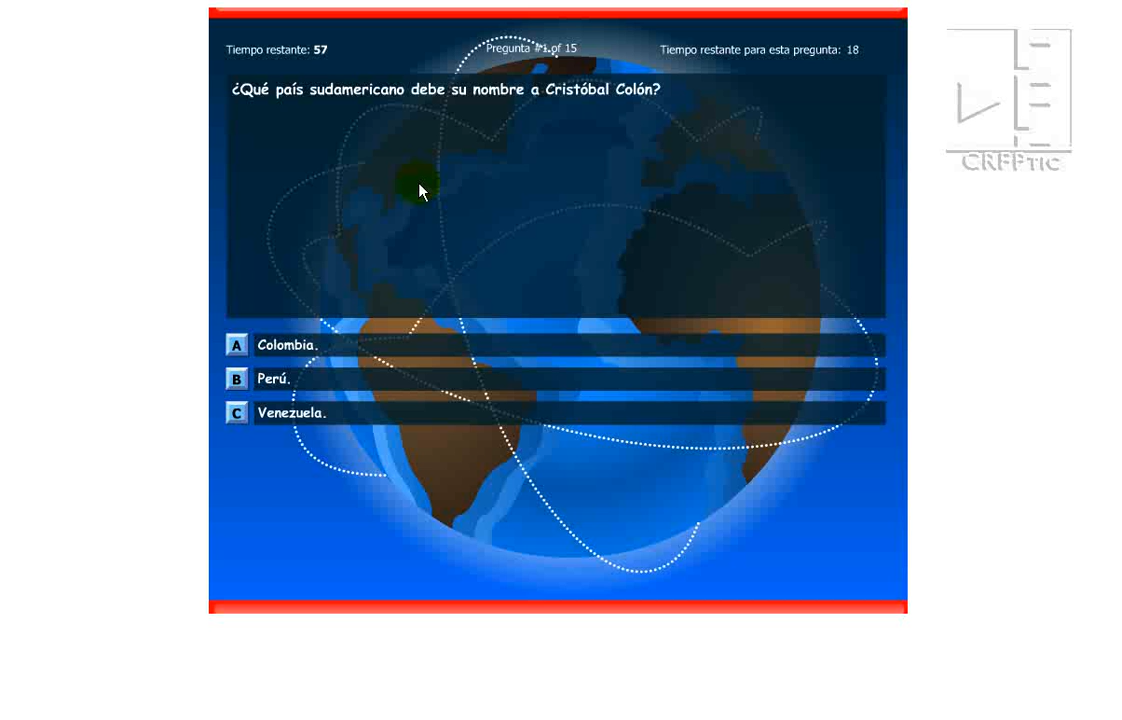 Tiempo restante: 57
Pregunta #1 of 15
Tiempo restante para esta pregunta: 18
¿Qué país sudamericano debe su nombre a Cristóbal Colón?
A Colombia.
B Perú.
C Venezuela.
CRFPTIC